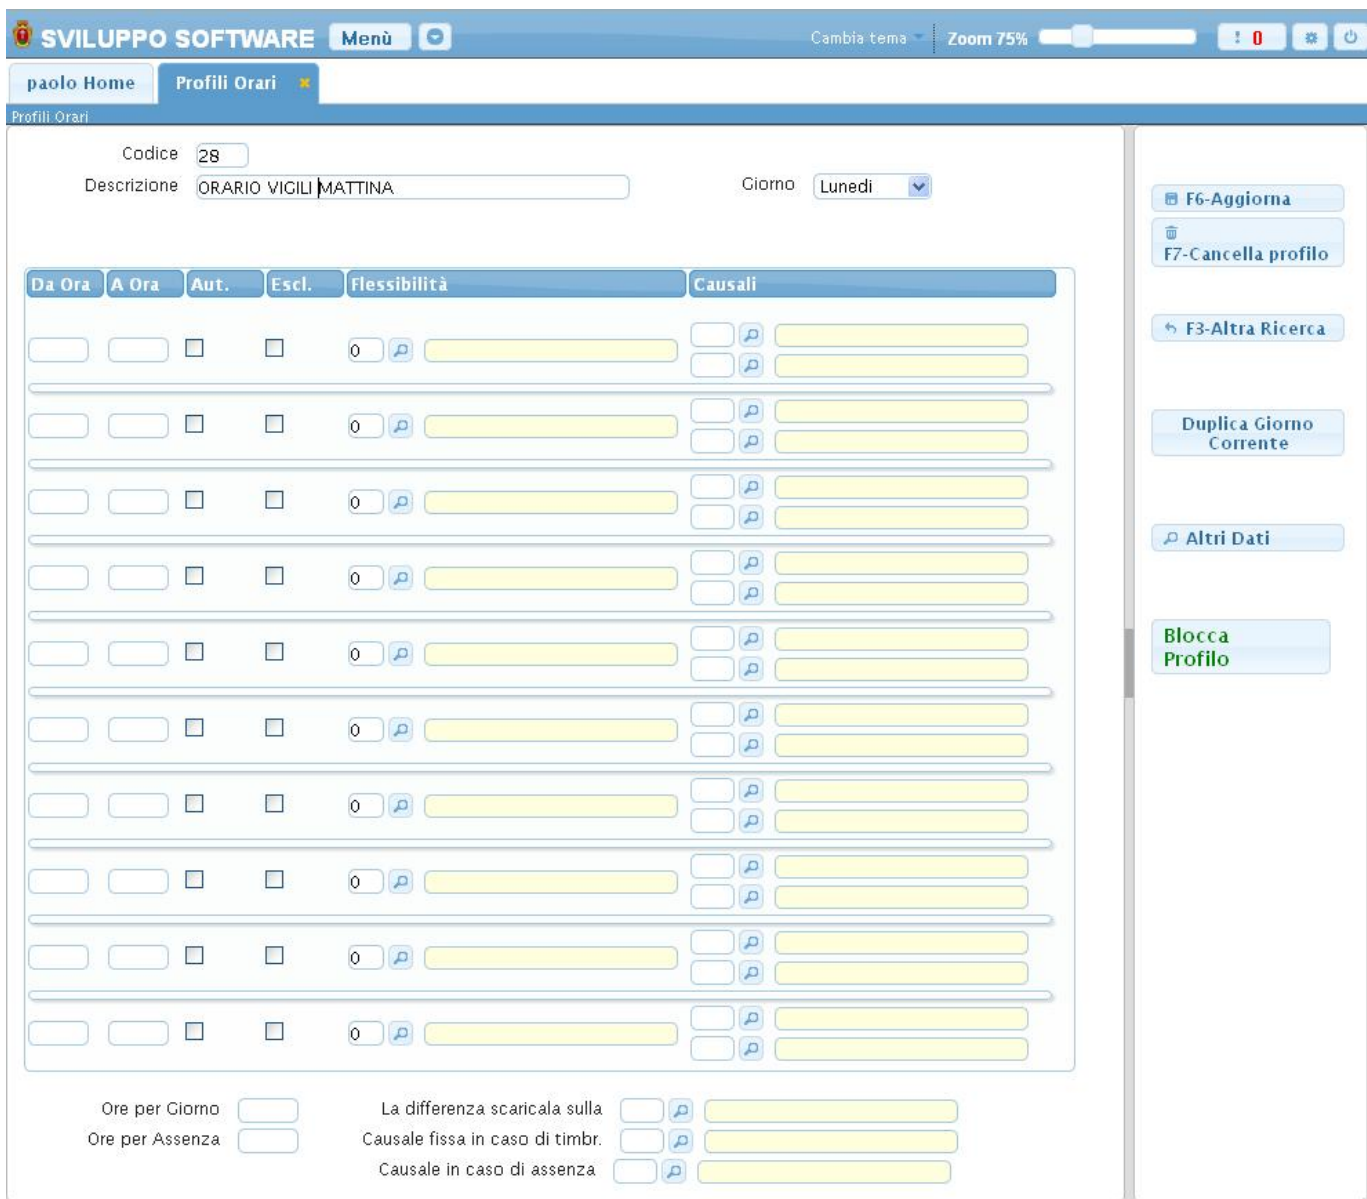 SVILUPPO SOFTWARE Menù Cambia tema Zoom 75% ! 0
paolo Home Profili Orari
Profili Orari
Codice 28
Descrizione ORARIO VIGILI MATTINA Giorno Lunedi
F6-Aggiorna
F7-Cancella profilo
Da Ora A Ora Aut. Escl. Flessibilità Causali
F3-Altra Ricerca
0
0
Duplica Giorno
Corrente
0
Altri Dati
0
0
Blocca
Profilo
0
0
0
0
0
Ore per Giorno La differenza scaricala sulla
Ore per Assenza Causale fissa in caso di timbr.
Causale in caso di assenza